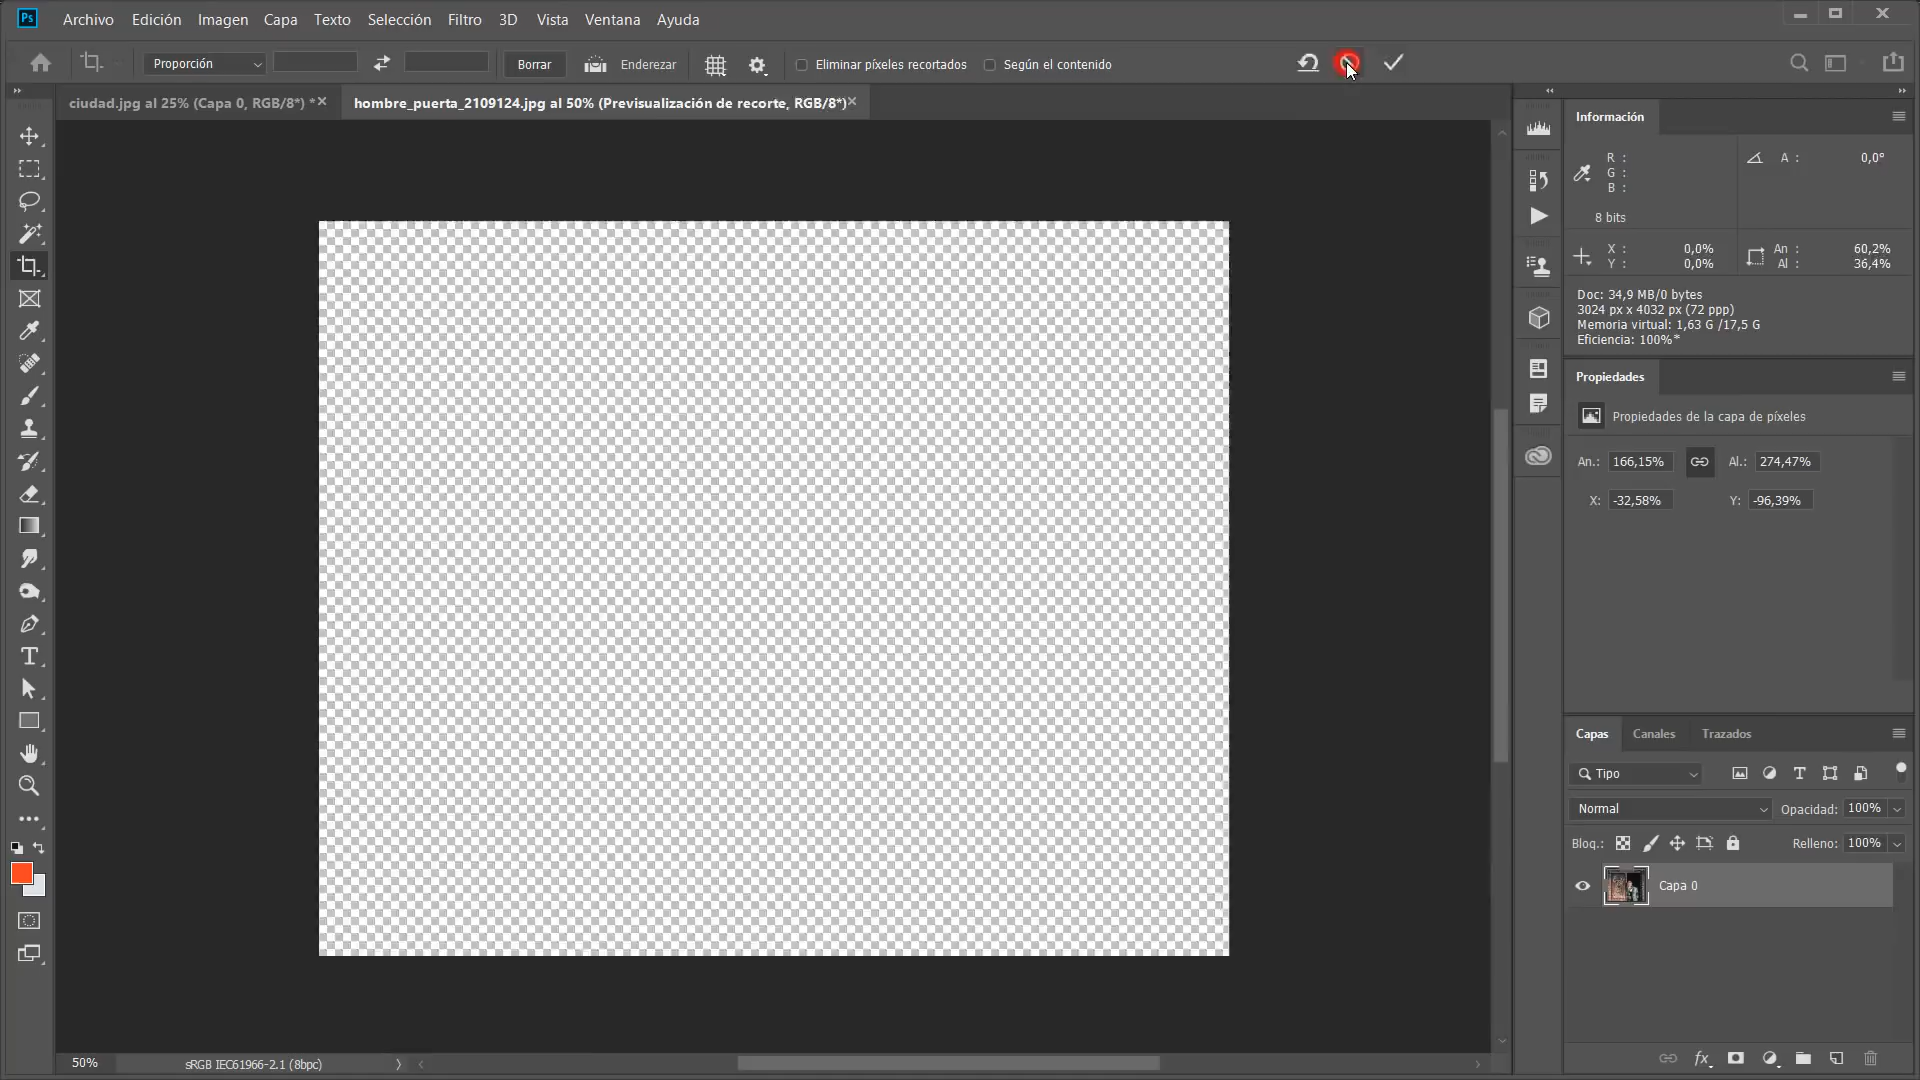 Ps Archivo Edición Imagen Capa Texto Selección Filtro 3D Vista Ventana Ayuda
Proporción Borrar Enderezar Eliminar píxeles recortados Según el contenido
ciudad.jpg al 25% (Capa 0, RGB/8*) * hombre_puerta_2109124.jpg al 50% (Previsualización de recorte, RGB/8*)
Información
R : A : 0,0°
G :
B :
8 bits
X : 0,0% An : 60,2%
Y : 0,0% Al : 36,4%
Doc: 34,9 MB/0 bytes
3024 px x 4032 px (72 ppp)
Memoria virtual: 1,63 G /17,5 G
Eficiencia: 100%*
Propiedades
Propiedades de la capa de píxeles
An.: 166,15% Al.: 274,47%
X: -32,58% Y: -96,39%
Capas Canales Trazados
Tipo
Normal Opacidad: 100%
Bloq.: Relleno: 100%
Capa 0
50% sRGB IEC61966-2.1 (8bpc)
fx